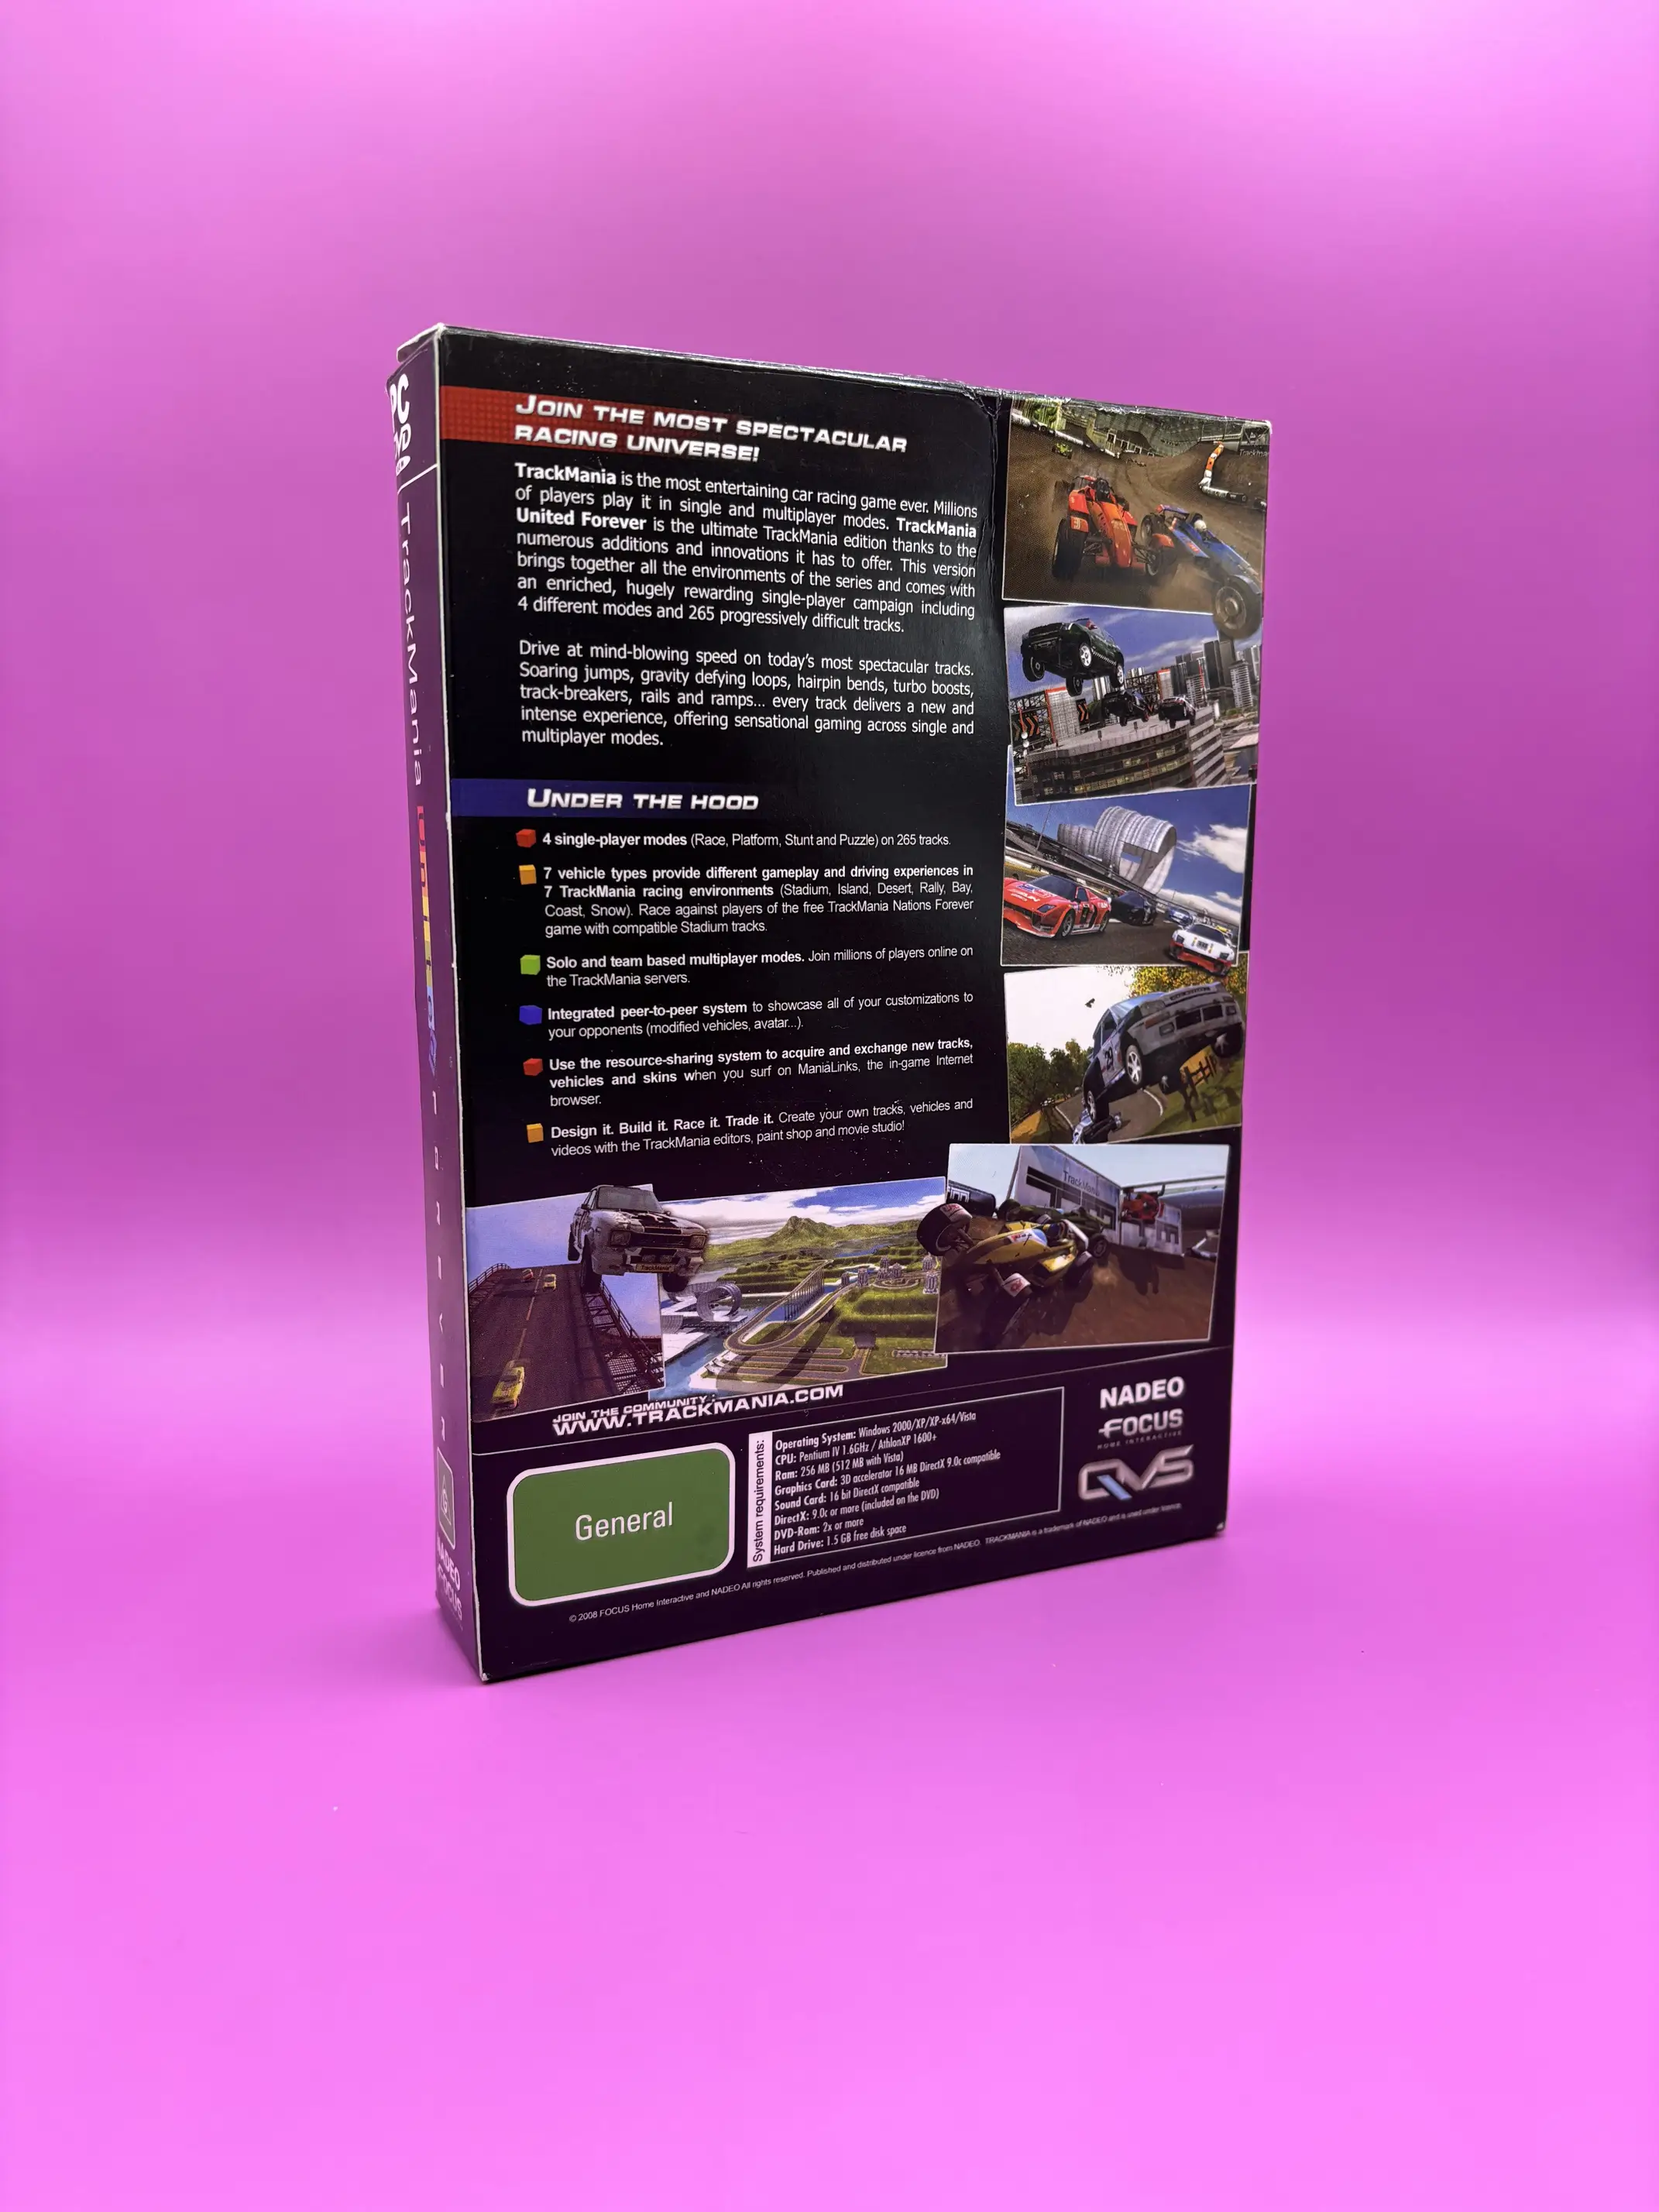 PC
DVD
TrackMania
UNITED
FOREVER
G
NADEO
FOCUS
JOIN THE MOST SPECTACULAR
RACING UNIVERSE!
TrackMania is the most entertaining car racing game ever. Millions
of players play it in single and multiplayer modes. TrackMania
United Forever is the ultimate TrackMania edition thanks to the
numerous additions and innovations it has to offer. This version
brings together all the environments of the series and comes with
an enriched, hugely rewarding single-player campaign including
4 different modes and 265 progressively difficult tracks.
Drive at mind-blowing speed on today's most spectacular tracks.
Soaring jumps, gravity defying loops, hairpin bends, turbo boosts,
track-breakers, rails and ramps... every track delivers a new and
intense experience, offering sensational gaming across single and
multiplayer modes.
UNDER THE HOOD
4 single-player modes (Race, Platform, Stunt and Puzzle) on 265 tracks.
7 vehicle types provide different gameplay and driving experiences in
7 TrackMania racing environments (Stadium, Island, Desert, Rally, Bay,
Coast, Snow). Race against players of the free TrackMania Nations Forever
game with compatible Stadium tracks.
Solo and team based multiplayer modes. Join millions of players online on
the TrackMania servers.
Integrated peer-to-peer system to showcase all of your customizations to
your opponents (modified vehicles, avatar...).
Use the resource-sharing system to acquire and exchange new tracks,
vehicles and skins when you surf on ManiaLinks, the in-game Internet
browser.
Design it. Build it. Race it. Trade it. Create your own tracks, vehicles and
videos with the TrackMania editors, paint shop and movie studio!
TrackMania
TrackMania
JOIN THE COMMUNITY :
WWW.TRACKMANIA.COM
General
System requirements:
Operating System: Windows 2000/XP/XP-x64/Vista
CPU: Pentium IV 1.6GHz / AthlonXP 1600+
Ram: 256 MB (512 MB with Vista)
Graphics Card: 3D accelerator 16 MB DirectX 9.0c compatible
Sound Card: 16 bit DirectX compatible
DirectX: 9.0c or more (included on the DVD)
DVD-Rom: 2x or more
Hard Drive: 1.5 GB free disk space
NADEO
FOCUS
HOME INTERACTIVE
QVS
© 2008 FOCUS Home Interactive and NADEO All rights reserved. Published and distributed under licence from NADEO. TRACKMANIA is a trademark of NADEO and is used under licence.